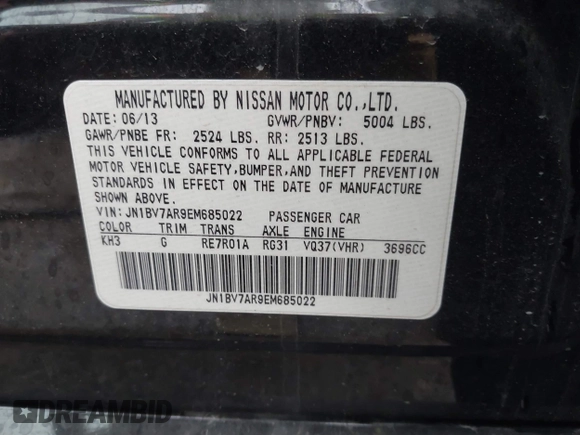 MANUFACTURED BY NISSAN MOTOR CO.,LTD.
DATE: 06/13 GVWR/PNBV: 5004 LBS.
GAWR/PNBE FR: 2524 LBS. RR: 2513 LBS.
THIS VEHICLE CONFORMS TO ALL APPLICABLE FEDERAL
MOTOR VEHICLE SAFETY,BUMPER,AND THEFT PREVENTION
STANDARDS IN EFFECT ON THE DATE OF MANUFACTURE
SHOWN ABOVE.
VIN: JN1BV7AR9EM685022 PASSENGER CAR
COLOR TRIM TRANS AXLE ENGINE
KH3 G RE7R01A RG31 VQ37(VHR) 3696CC
JN1BV7AR9EM685022
DREAMBID